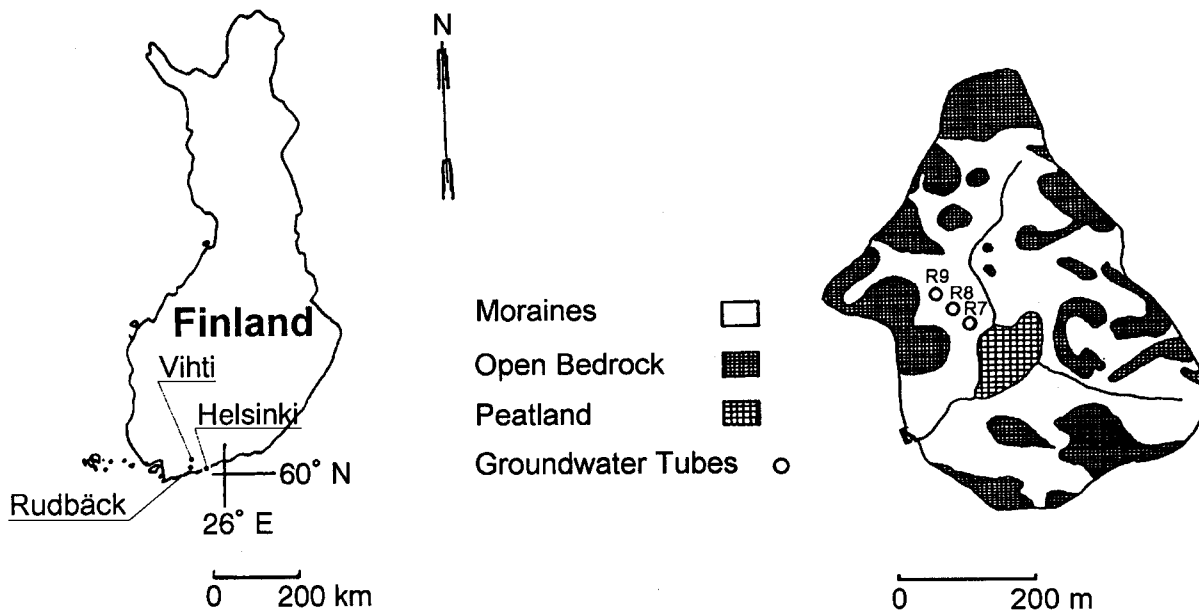 N
Finland
Vihti
Helsinki
60° N
Rudbäck
26° E
0 200 km
Moraines
Open Bedrock
Peatland
Groundwater Tubes
R9
R8
R7
0 200 m